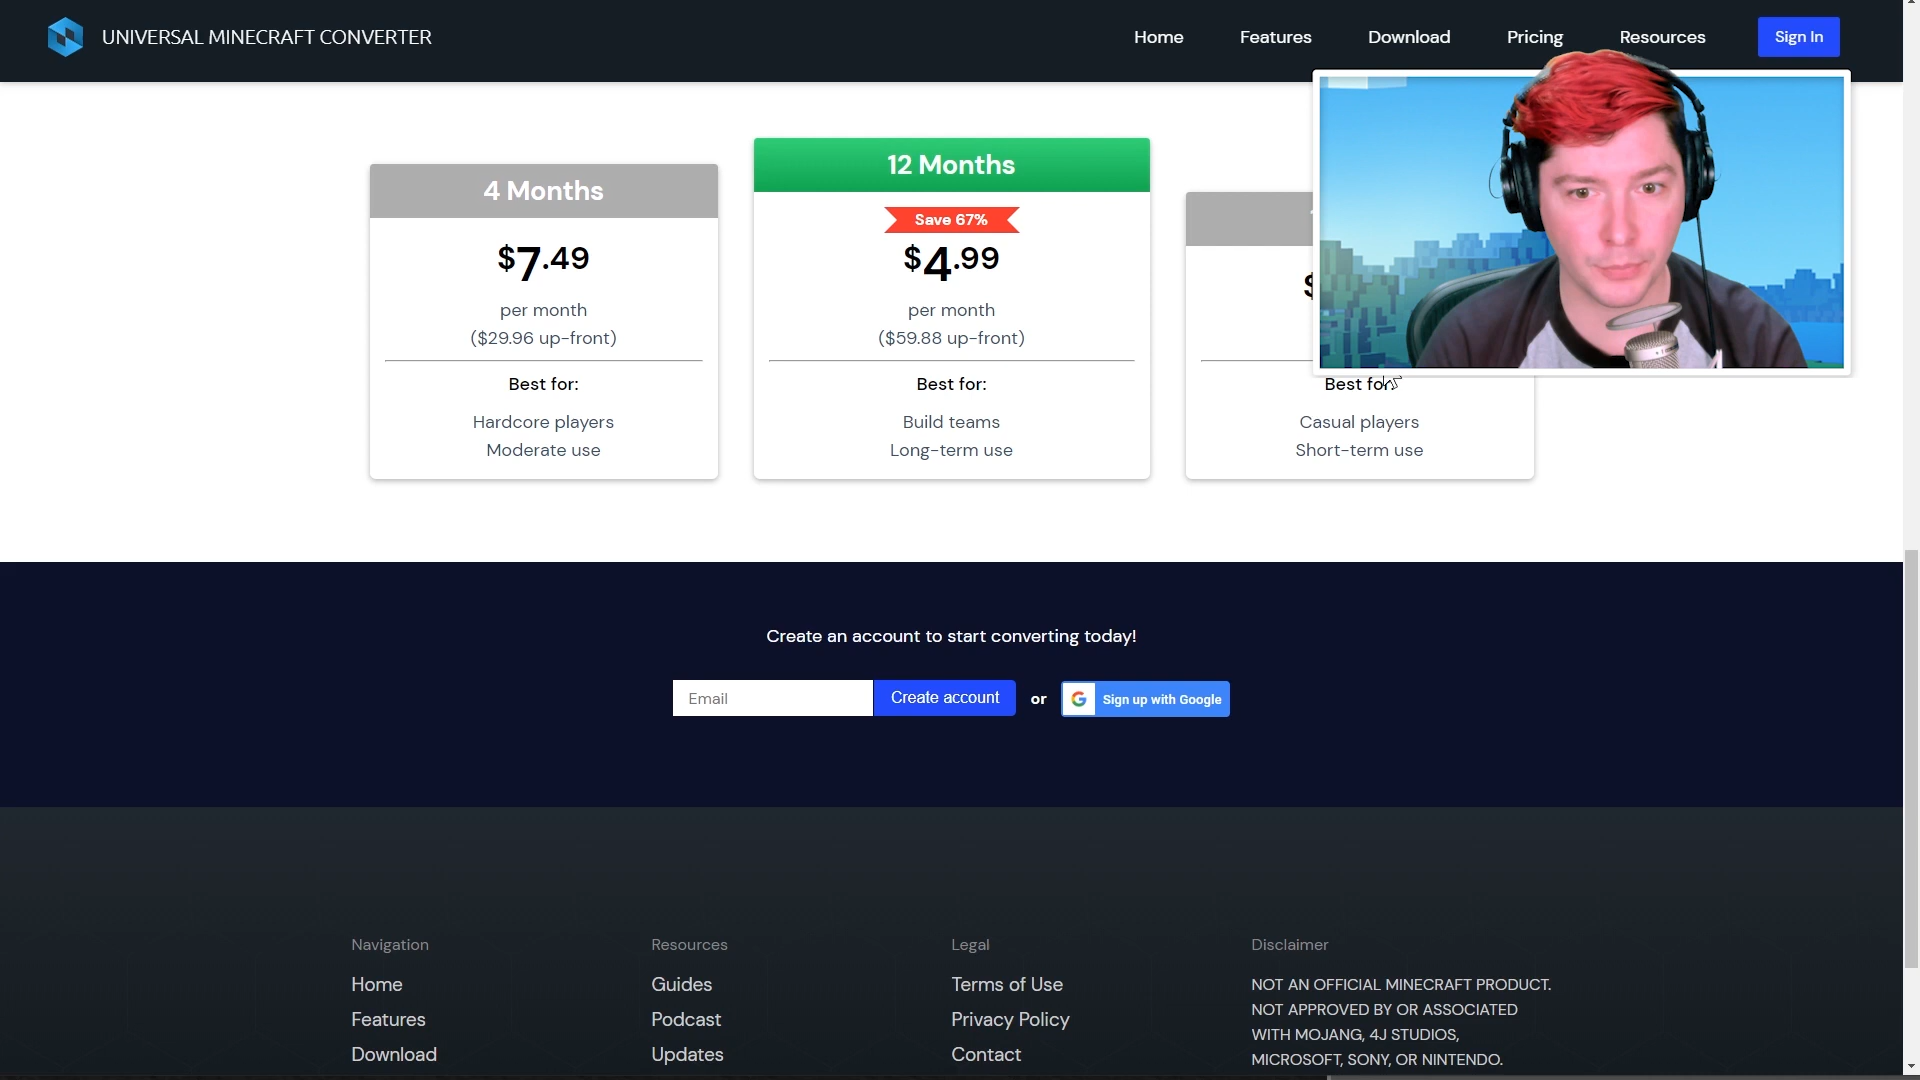 UNIVERSAL MINECRAFT CONVERTER
Home
Features
Download
Pricing
Resources
Sign In
4 Months
$7.49
per month
($29.96 up-front)
Best for:
Hardcore players
Moderate use
12 Months
Save 67%
$4.99
per month
($59.88 up-front)
Best for:
Build teams
Long-term use
$
Best for:
Casual players
Short-term use
Create an account to start converting today!
Email
Create account
or
G
Sign up with Google
Navigation
Home
Features
Download
Resources
Guides
Podcast
Updates
Legal
Terms of Use
Privacy Policy
Contact
Disclaimer
NOT AN OFFICIAL MINECRAFT PRODUCT.
NOT APPROVED BY OR ASSOCIATED
WITH MOJANG, 4J STUDIOS,
MICROSOFT, SONY, OR NINTENDO.